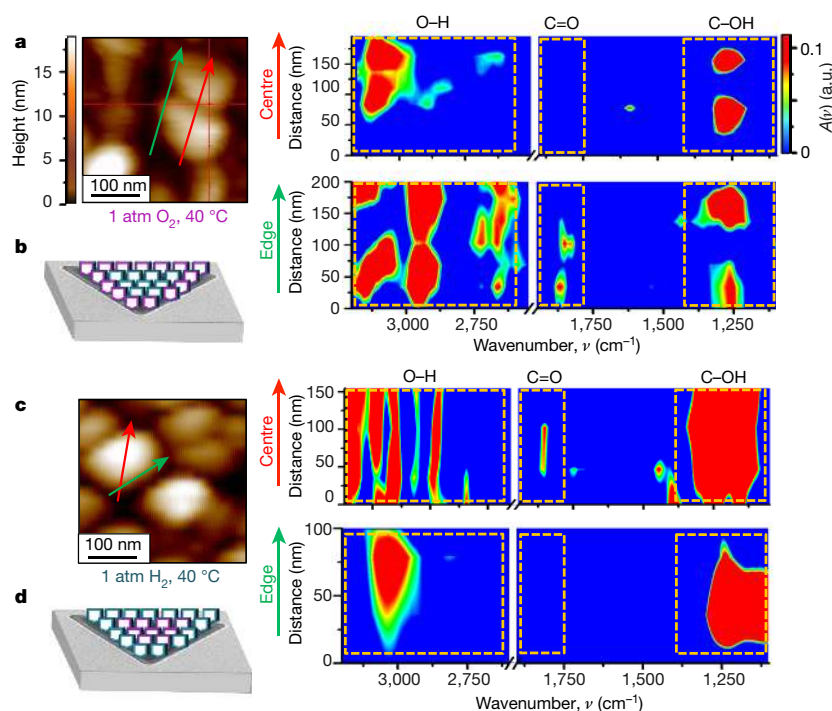 a
Height (nm)
15
10
5
0
100 nm
1 atm O₂, 40 °C
O–H
C=O
C–OH
Centre
Distance (nm)
150
100
50
0
0.1
0
A(ν) (a.u.)
Edge
Distance (nm)
200
150
100
50
0
3,000
2,750
1,750
1,500
1,250
Wavenumber, ν (cm⁻¹)
b
c
100 nm
1 atm H₂, 40 °C
O–H
C=O
C–OH
Centre
Distance (nm)
150
100
50
0
Edge
Distance (nm)
100
50
0
3,000
2,750
1,750
1,500
1,250
Wavenumber, ν (cm⁻¹)
d